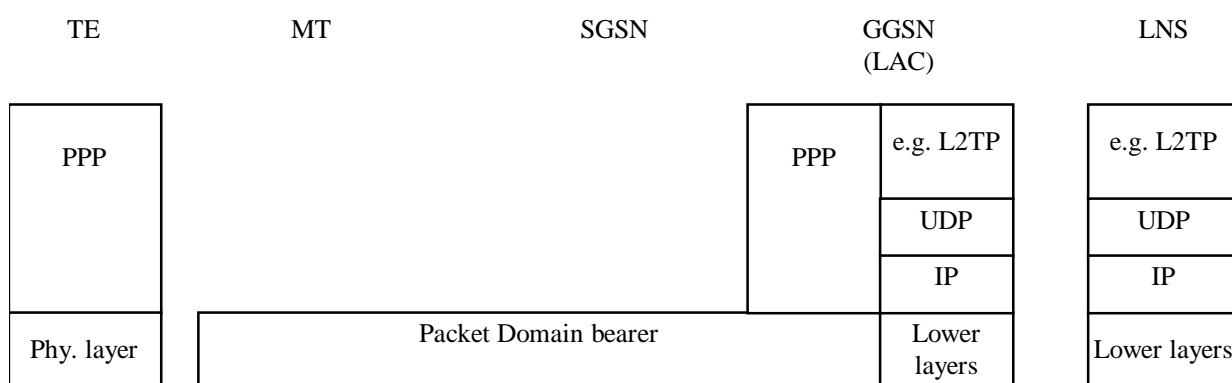 TE MT SGSN GGSN LNS
(LAC)
PPP PPP e.g. L2TP e.g. L2TP
UDP UDP
IP IP
Phy. layer Packet Domain bearer Lower Lower layers
layers